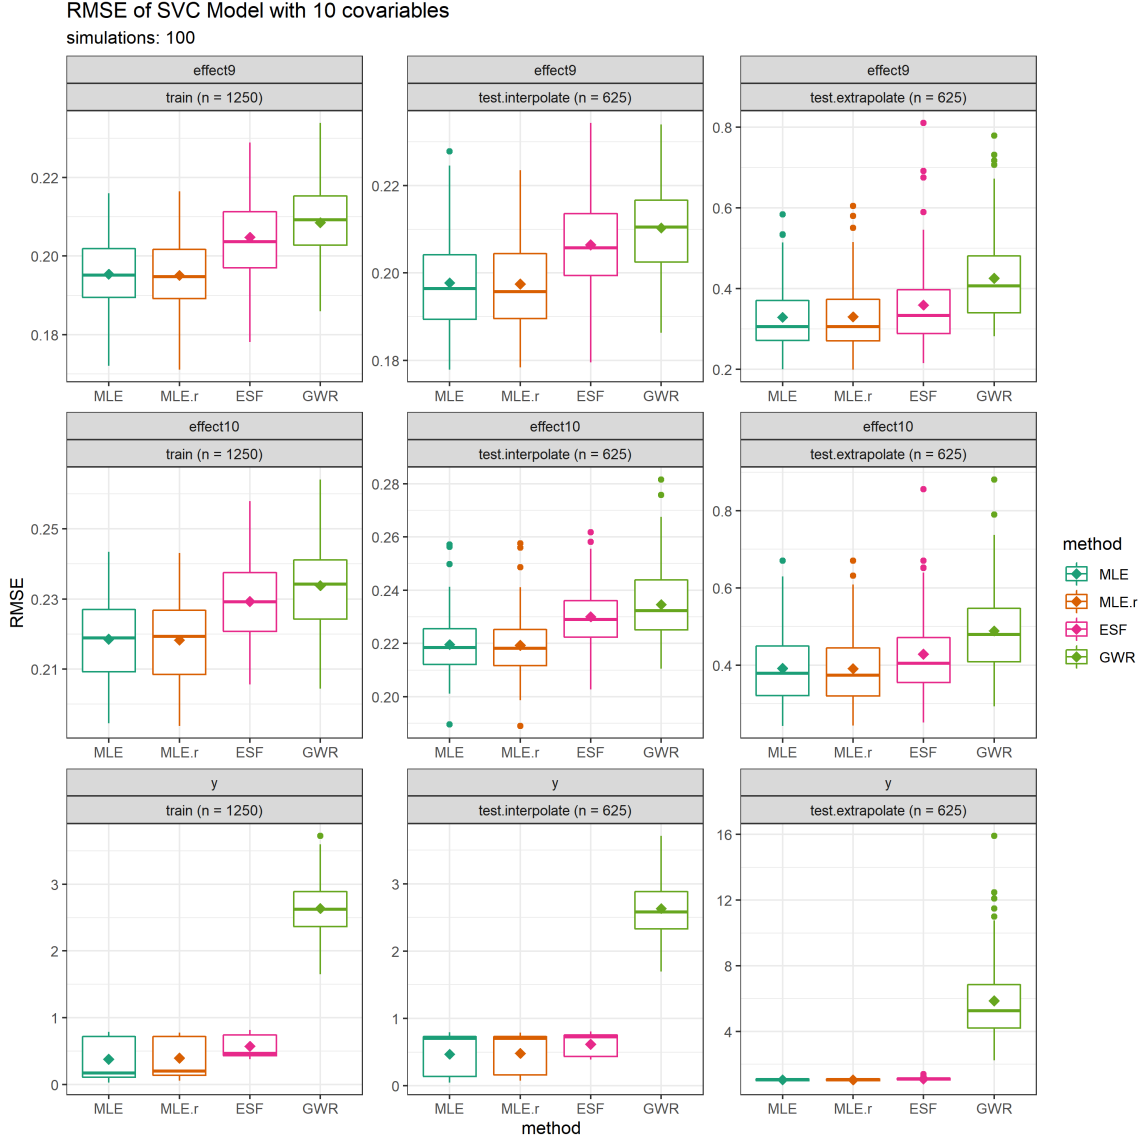 RMSE of SVC Model with 10 covariables
simulations: 100
effect9 effect9 effect9
train (n = 1250) test.interpolate (n = 625) test.extrapolate (n = 625)
0.22
0.20
0.18
0.22
0.20
0.18
0.8
0.6
0.4
0.2
MLE MLE.r ESF GWR MLE MLE.r ESF GWR MLE MLE.r ESF GWR
effect10 effect10 effect10
train (n = 1250) test.interpolate (n = 625) test.extrapolate (n = 625)
0.25
0.23
0.21
0.28
0.26
0.24
0.22
0.20
0.8
0.6
0.4
MLE MLE.r ESF GWR MLE MLE.r ESF GWR MLE MLE.r ESF GWR
y y y
train (n = 1250) test.interpolate (n = 625) test.extrapolate (n = 625)
3
2
1
0
3
2
1
0
16
12
8
4
MLE MLE.r ESF GWR MLE MLE.r ESF GWR MLE MLE.r ESF GWR
RMSE
method
method
MLE
MLE.r
ESF
GWR